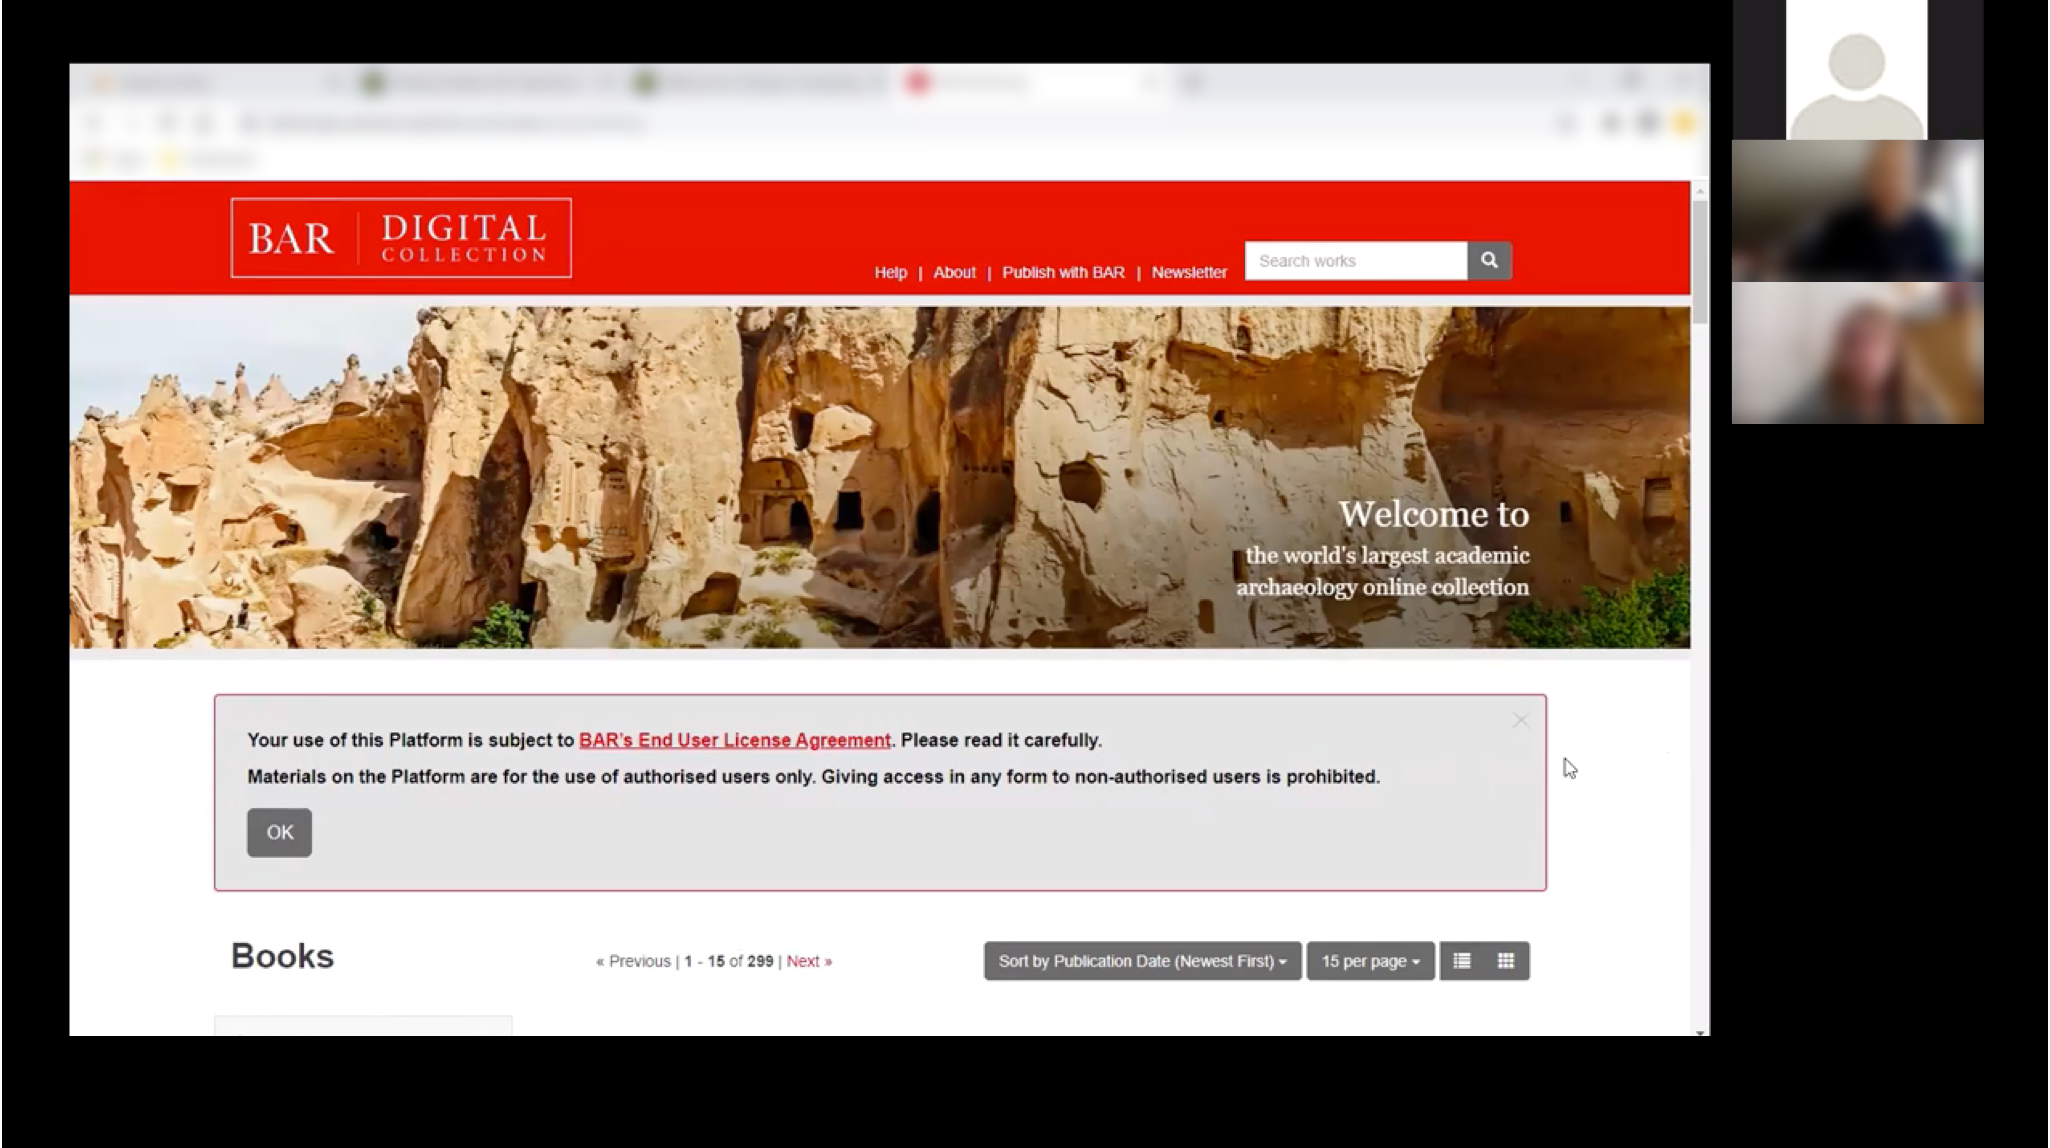 BAR | DIGITAL
COLLECTION
Help | About | Publish with BAR | Newsletter
Search works
Welcome to
the world's largest academic
archaeology online collection
Your use of this Platform is subject to BAR's End User License Agreement. Please read it carefully.
Materials on the Platform are for the use of authorised users only. Giving access in any form to non-authorised users is prohibited.
OK
Books
« Previous | 1 - 15 of 299 | Next »
Sort by Publication Date (Newest First)
15 per page